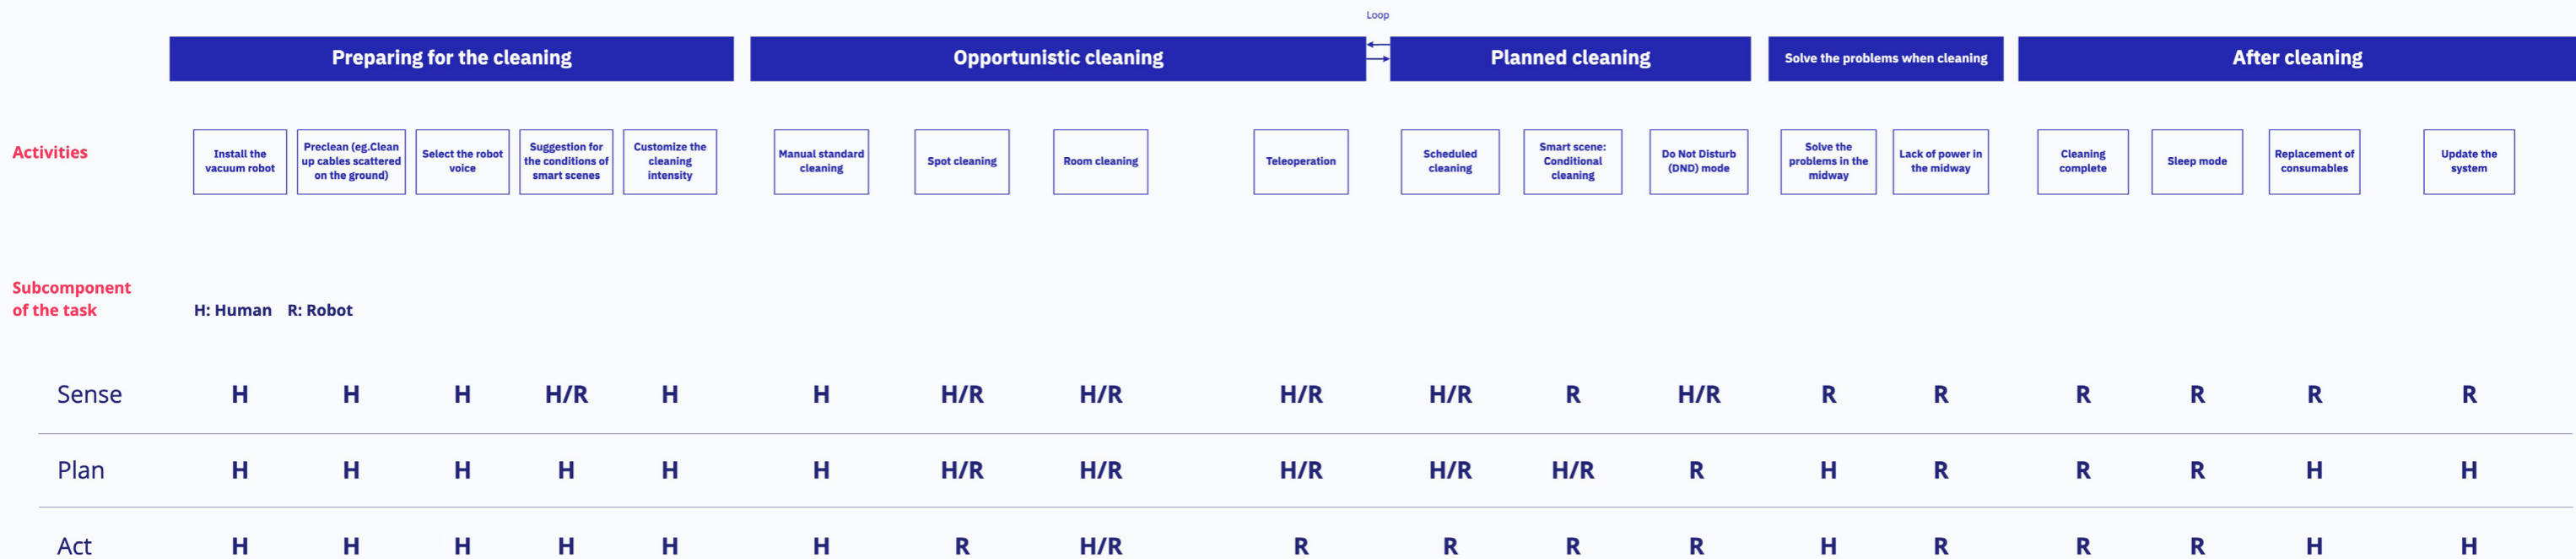 Loop
Preparing for the cleaning
Opportunistic cleaning
Planned cleaning
Solve the problems when cleaning
After cleaning
Activities
Install the
vacuum robot
Preclean (eg.Clean
up cables scattered
on the ground)
Select the robot
voice
Suggestion for
the conditions of
smart scenes
Customize the
cleaning
intensity
Manual standard
cleaning
Spot cleaning
Room cleaning
Teleoperation
Scheduled
cleaning
Smart scene:
Conditional
cleaning
Do Not Disturb
(DND) mode
Solve the
problems in the
midway
Lack of power in
the midway
Cleaning
complete
Sleep mode
Replacement of
consumables
Update the
system
Subcomponent
of the task
H: Human R: Robot
Sense H H H H/R H H H/R H/R H/R H/R R H/R R R R R R R
Plan H H H H H H H/R H/R H/R H/R H/R R H R R R H H
Act H H H H H H R H/R R R R R H R R R H H